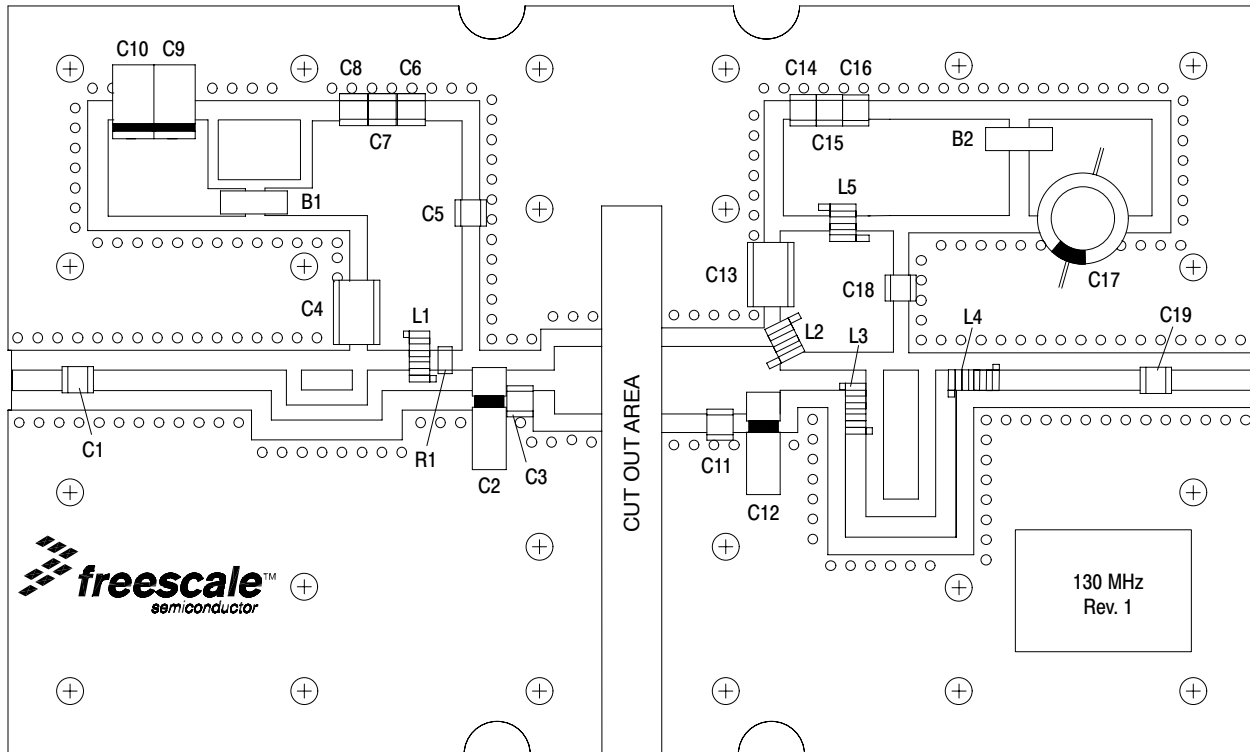 C10 C9
C8 C6
C7
B1
C5
C4
L1
C1
R1
C2
C3
C14 C16
C15
B2
L5
C13
C18
C17
L2
L3
L4
C19
C11
C12
CUT OUT AREA
freescale™
semiconductor
130 MHz
Rev. 1